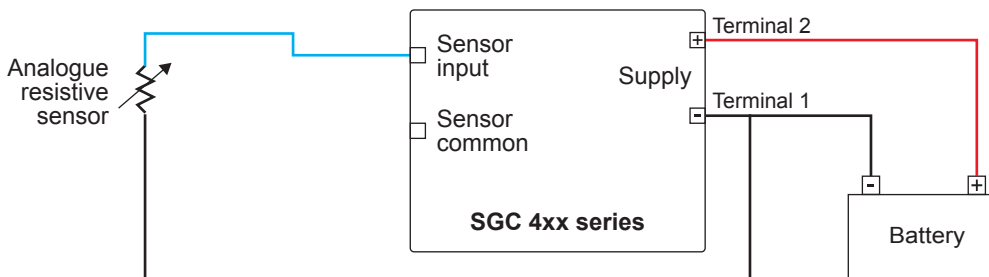 Analogue
resistive
sensor
Sensor
input
Sensor
common
Supply
+
-
SGC 4xx series
Terminal 2
Terminal 1
-
+
Battery